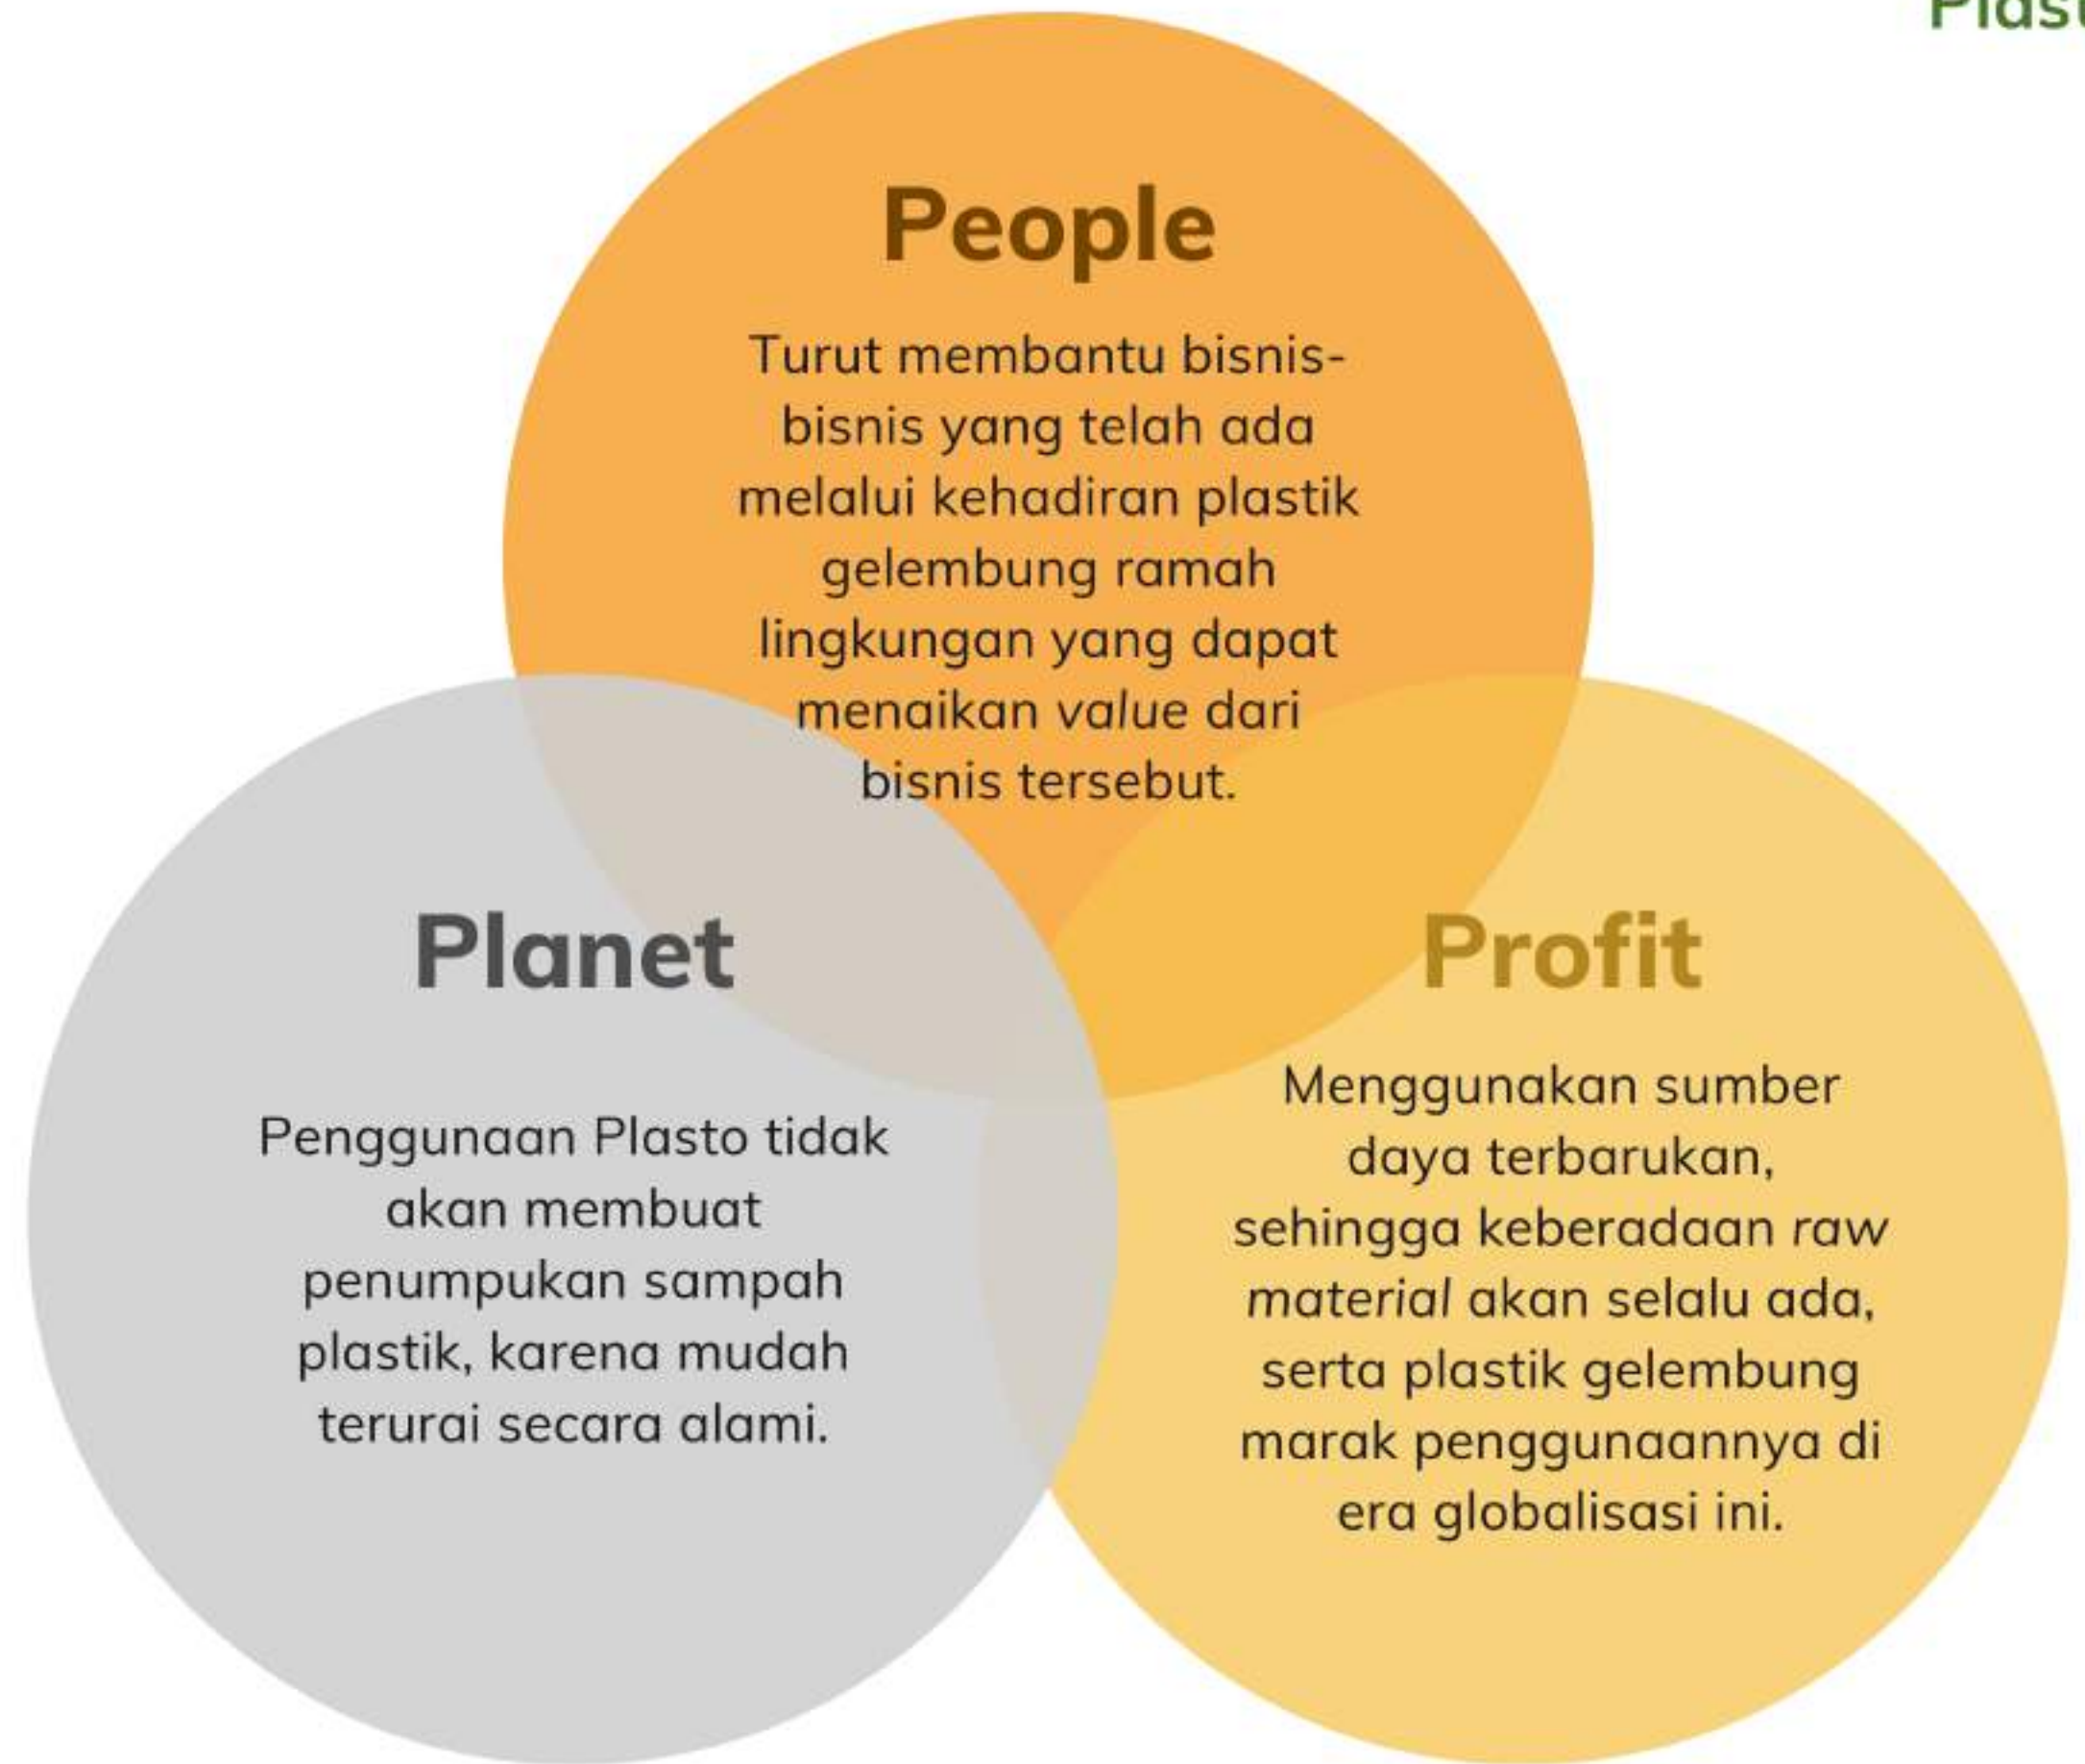 People
Turut membantu bisnis-
bisnis yang telah ada
melalui kehadiran plastik
gelembung ramah
lingkungan yang dapat
menaikan value dari
bisnis tersebut.
Planet
Penggunaan Plasto tidak
akan membuat
penumpukan sampah
plastik, karena mudah
terurai secara alami.
Profit
Menggunakan sumber
daya terbarukan,
sehingga keberadaan raw
material akan selalu ada,
serta plastik gelembung
marak penggunaannya di
era globalisasi ini.